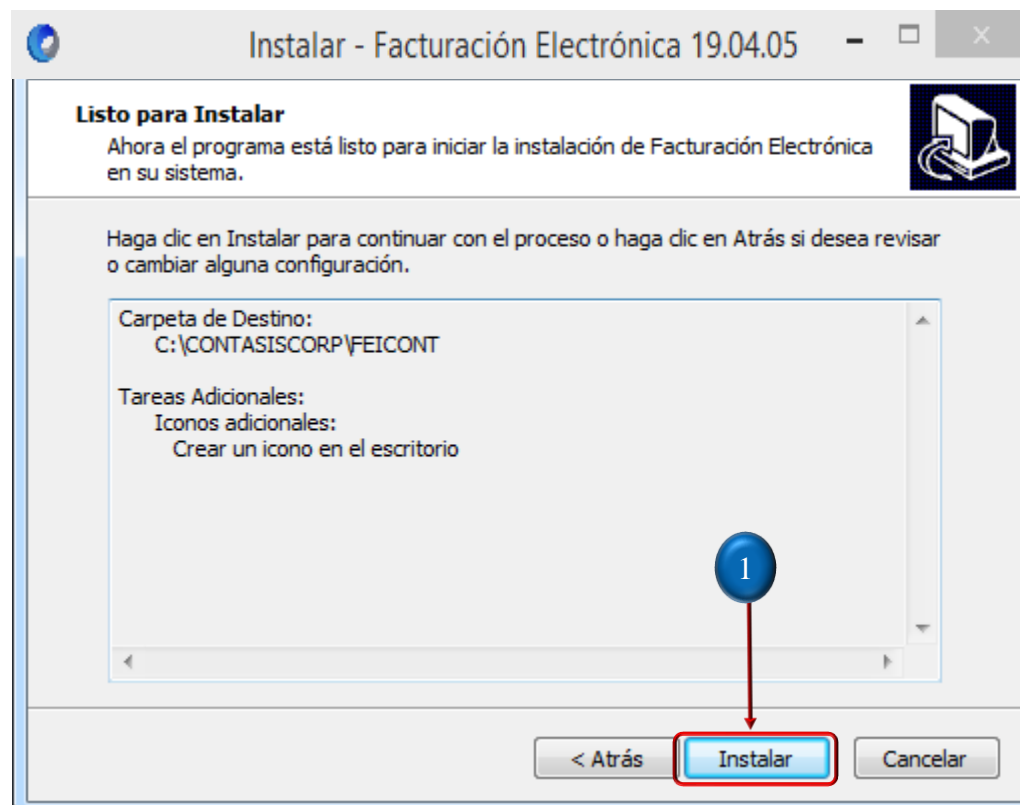 Instalar - Facturación Electrónica 19.04.05
Listo para Instalar
Ahora el programa está listo para iniciar la instalación de Facturación Electrónica
en su sistema.
Haga clic en Instalar para continuar con el proceso o haga clic en Atrás si desea revisar
o cambiar alguna configuración.
Carpeta de Destino:
C:\CONTASISCORP\FEICONT
Tareas Adicionales:
Iconos adicionales:
Crear un icono en el escritorio
1
< Atrás
Instalar
Cancelar